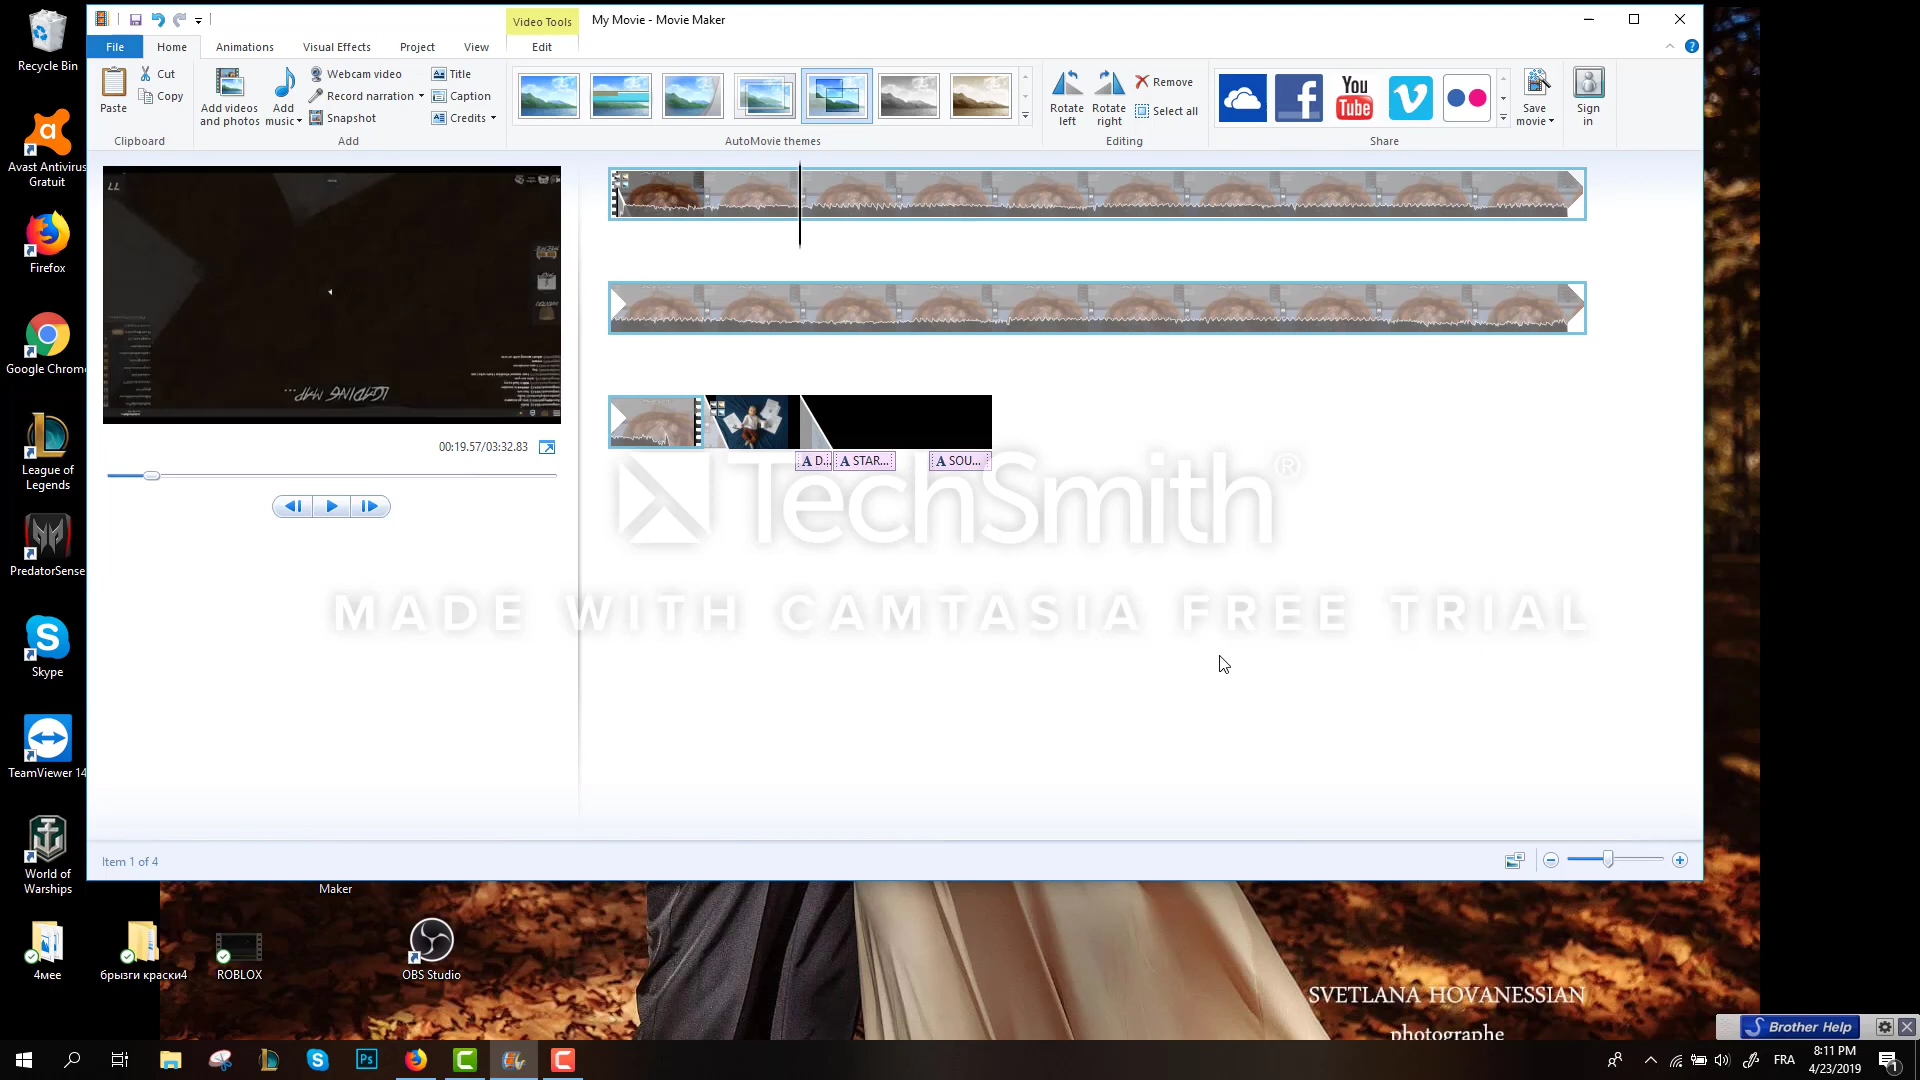 Video Tools
My Movie - Movie Maker
File
Home
Animations
Visual Effects
Project
View
Edit
Paste
Cut
Copy
Clipboard
Add videos
and photos
Add
music
Webcam video
Record narration
Snapshot
Title
Caption
Credits
Add
AutoMovie themes
Rotate
left
Rotate
right
Remove
Select all
Editing
You
Tube
Share
Save
movie
Sign
in
LOADING MAP ...
00:19.57/03:32.83
A D...
A STAR...
A SOU...
TechSmith®
MADE WITH CAMTASIA FREE TRIAL
Item 1 of 4
Recycle Bin
Avast Antivirus
Gratuit
Firefox
Google Chrome
League of
Legends
PredatorSense
Skype
TeamViewer 14
World of
Warships
Maker
4мее
брызги краски4
ROBLOX
OBS Studio
SVETLANA HOVANESSIAN
photographe
Brother Help
Ps
FRA
8:11 PM
4/23/2019
1